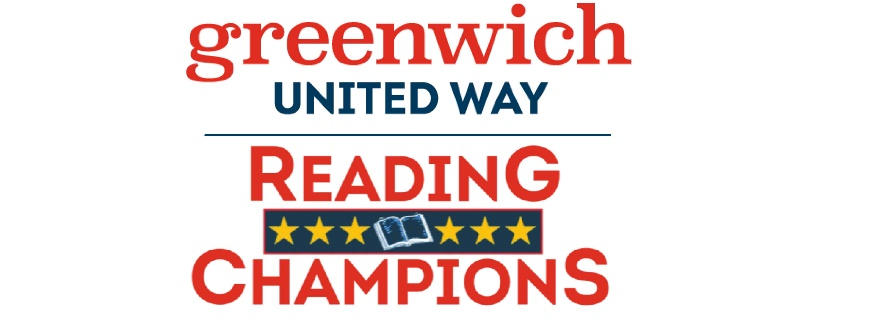 greenwich
UNITED WAY
READING
CHAMPIONS